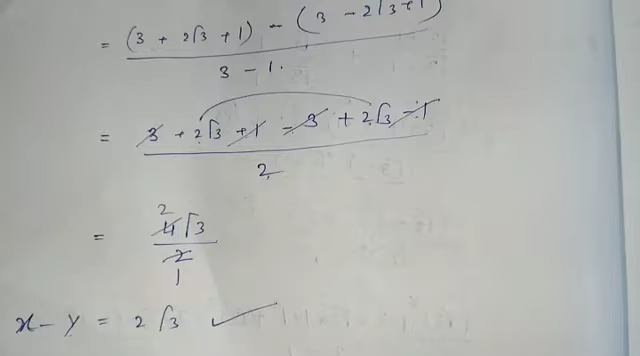 = (3 + 2√3 + 1) - (3 - 2√3 + 1)
3 - 1.
= 3 + 2√3 + 1 - 3 + 2√3 - 1
2
= 2
4√3
2
1
x - y = 2√3 ✓